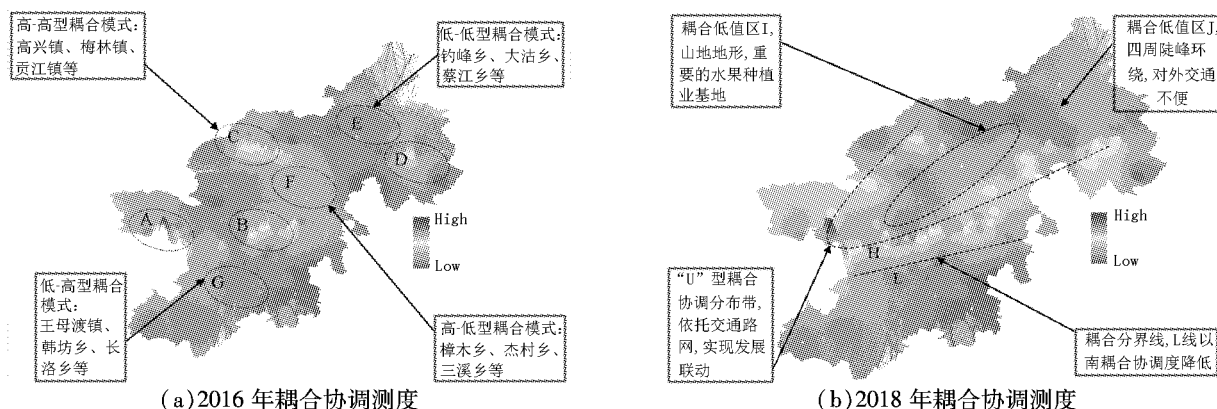 高-高型耦合模式:
高兴镇、梅林镇、
贡江镇等
低-低型耦合模式:
钓峰乡、大沽乡、
蔡江乡等
C
E
D
F
A
B
G
High
Low
低-高型耦合
模式:
王母渡镇、
韩坊乡、长
洛乡等
高-低型耦合模式:
樟木乡、杰村乡、
三溪乡等
(a)2016 年耦合协调测度
耦合低值区I,
山地地形,重
要的水果种植
业基地
耦合低值区J,
四周陡峰环
绕,对外交通
不便
H
L
High
Low
“U”型耦合
协调分布带,
依托交通路
网,实现发展
联动
耦合分界线,L线以
南耦合协调度降低
(b)2018 年耦合协调测度